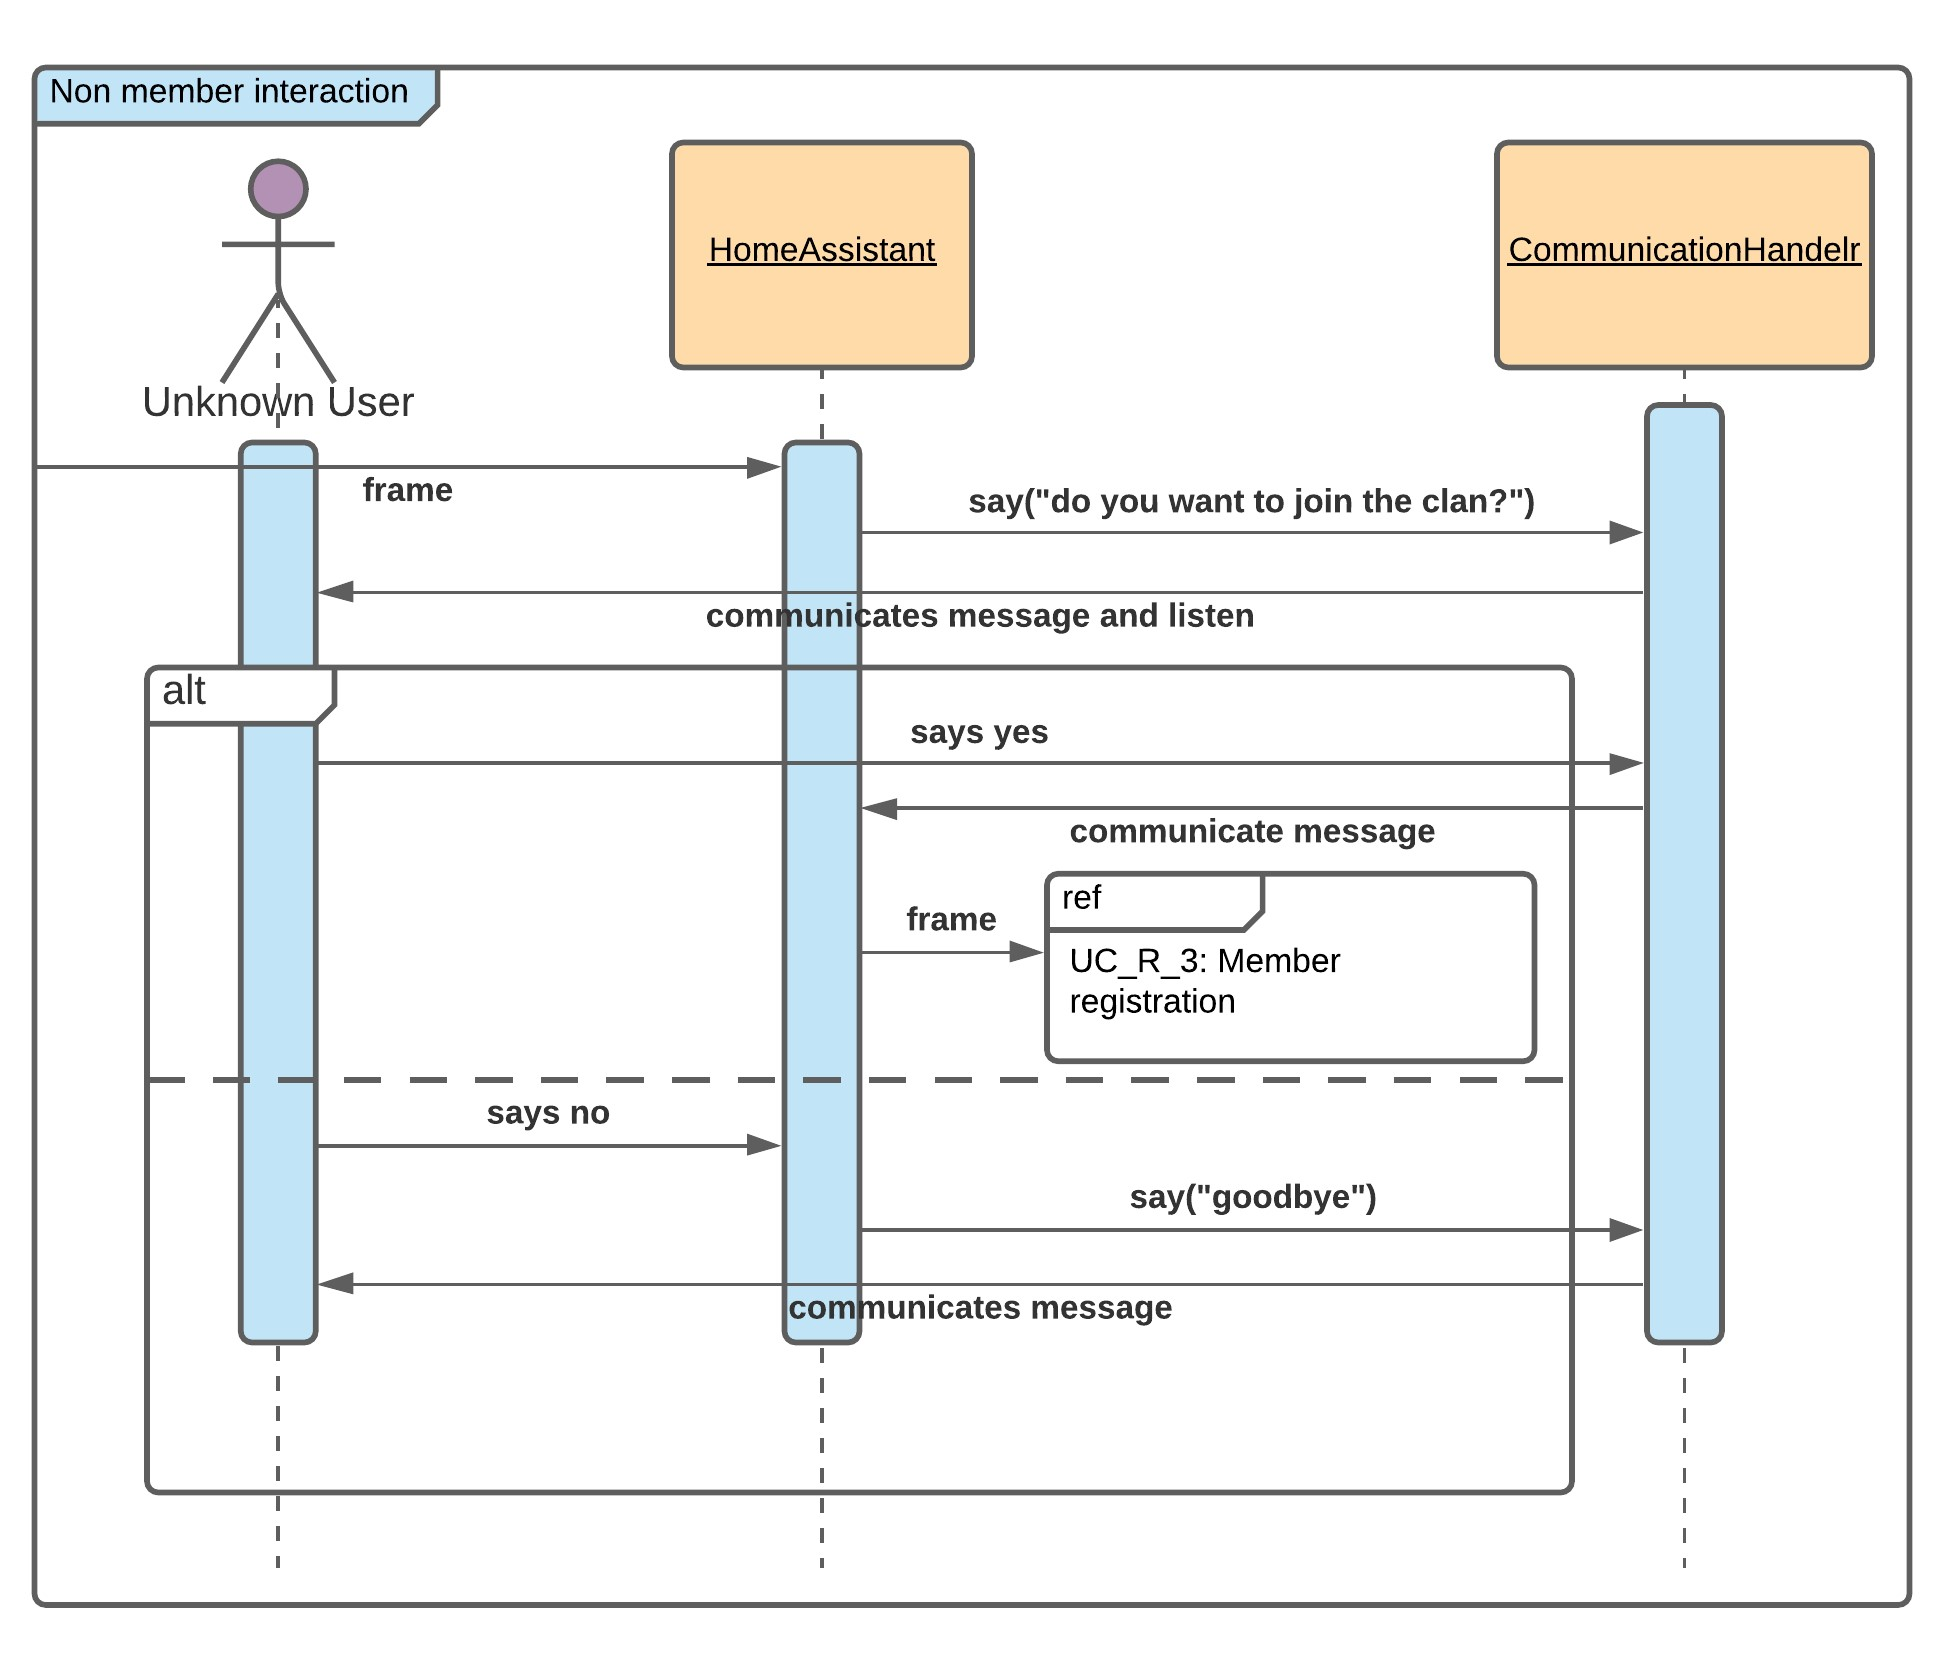 Non member interaction
HomeAssistant
CommunicationHandelr
Unknown User
frame
say("do you want to join the clan?")
communicates message and listen
alt
says yes
communicate message
ref
frame
UC_R_3: Member
registration
says no
say("goodbye")
communicates message